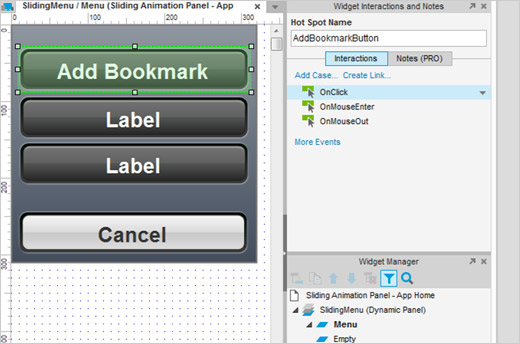 SlidingMenu / Menu (Sliding Animation Panel - App
0 100 200 300
0
100
200
300
Add Bookmark
Label
Label
Cancel
Widget Interactions and Notes
Hot Spot Name
AddBookmarkButton
Interactions Notes (PRO)
Add Case... Create Link...
OnClick
OnMouseEnter
OnMouseOut
More Events
Widget Manager
Sliding Animation Panel - App Home
SlidingMenu (Dynamic Panel)
Menu
Empty